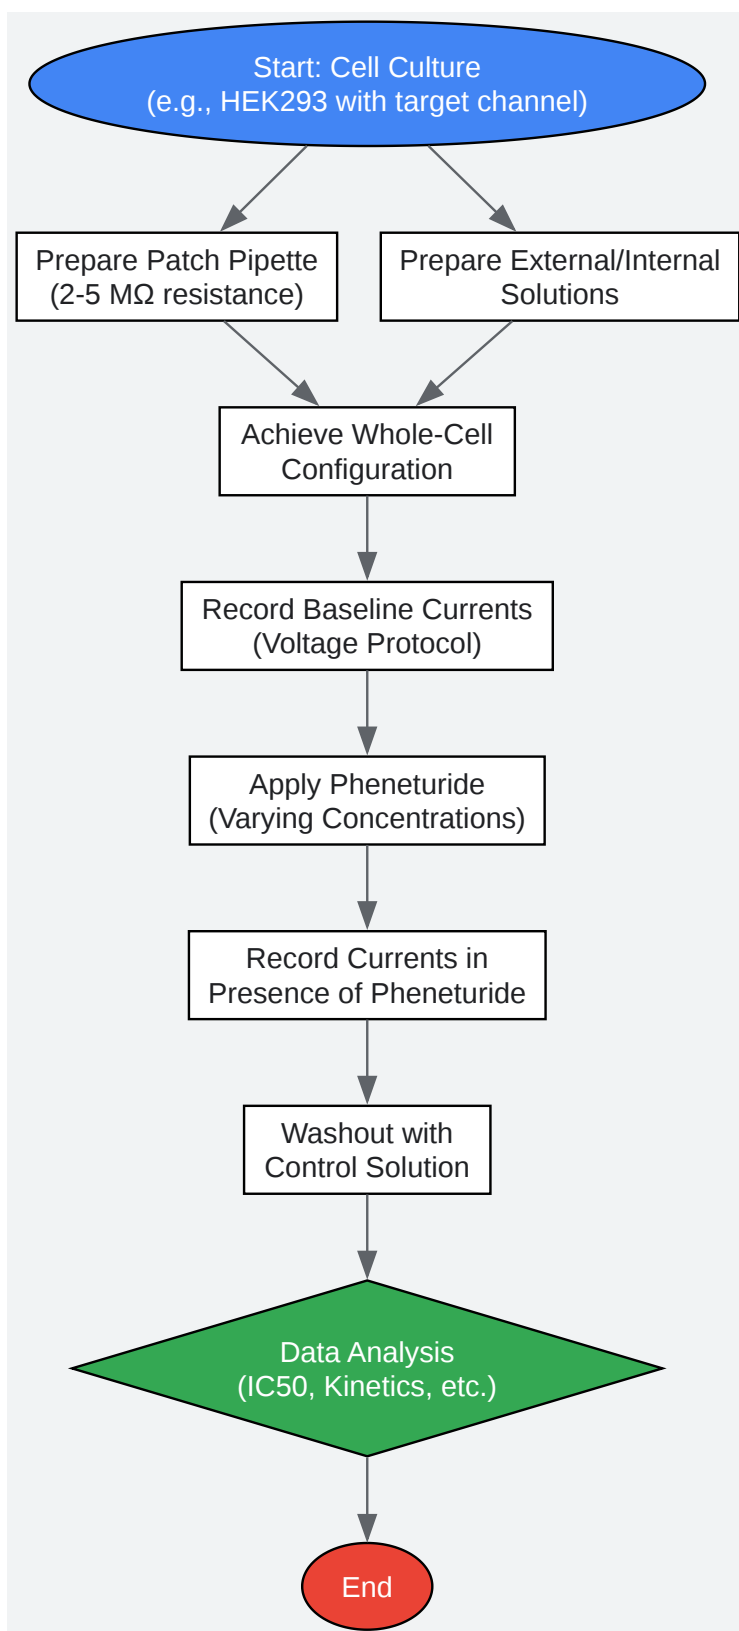 Start: Cell Culture
(e.g., HEK293 with target channel)
Prepare Patch Pipette
(2-5 MΩ resistance)
Prepare External/Internal
Solutions
Achieve Whole-Cell
Configuration
Record Baseline Currents
(Voltage Protocol)
Apply Pheneturide
(Varying Concentrations)
Record Currents in
Presence of Pheneturide
Washout with
Control Solution
Data Analysis
(IC50, Kinetics, etc.)
End